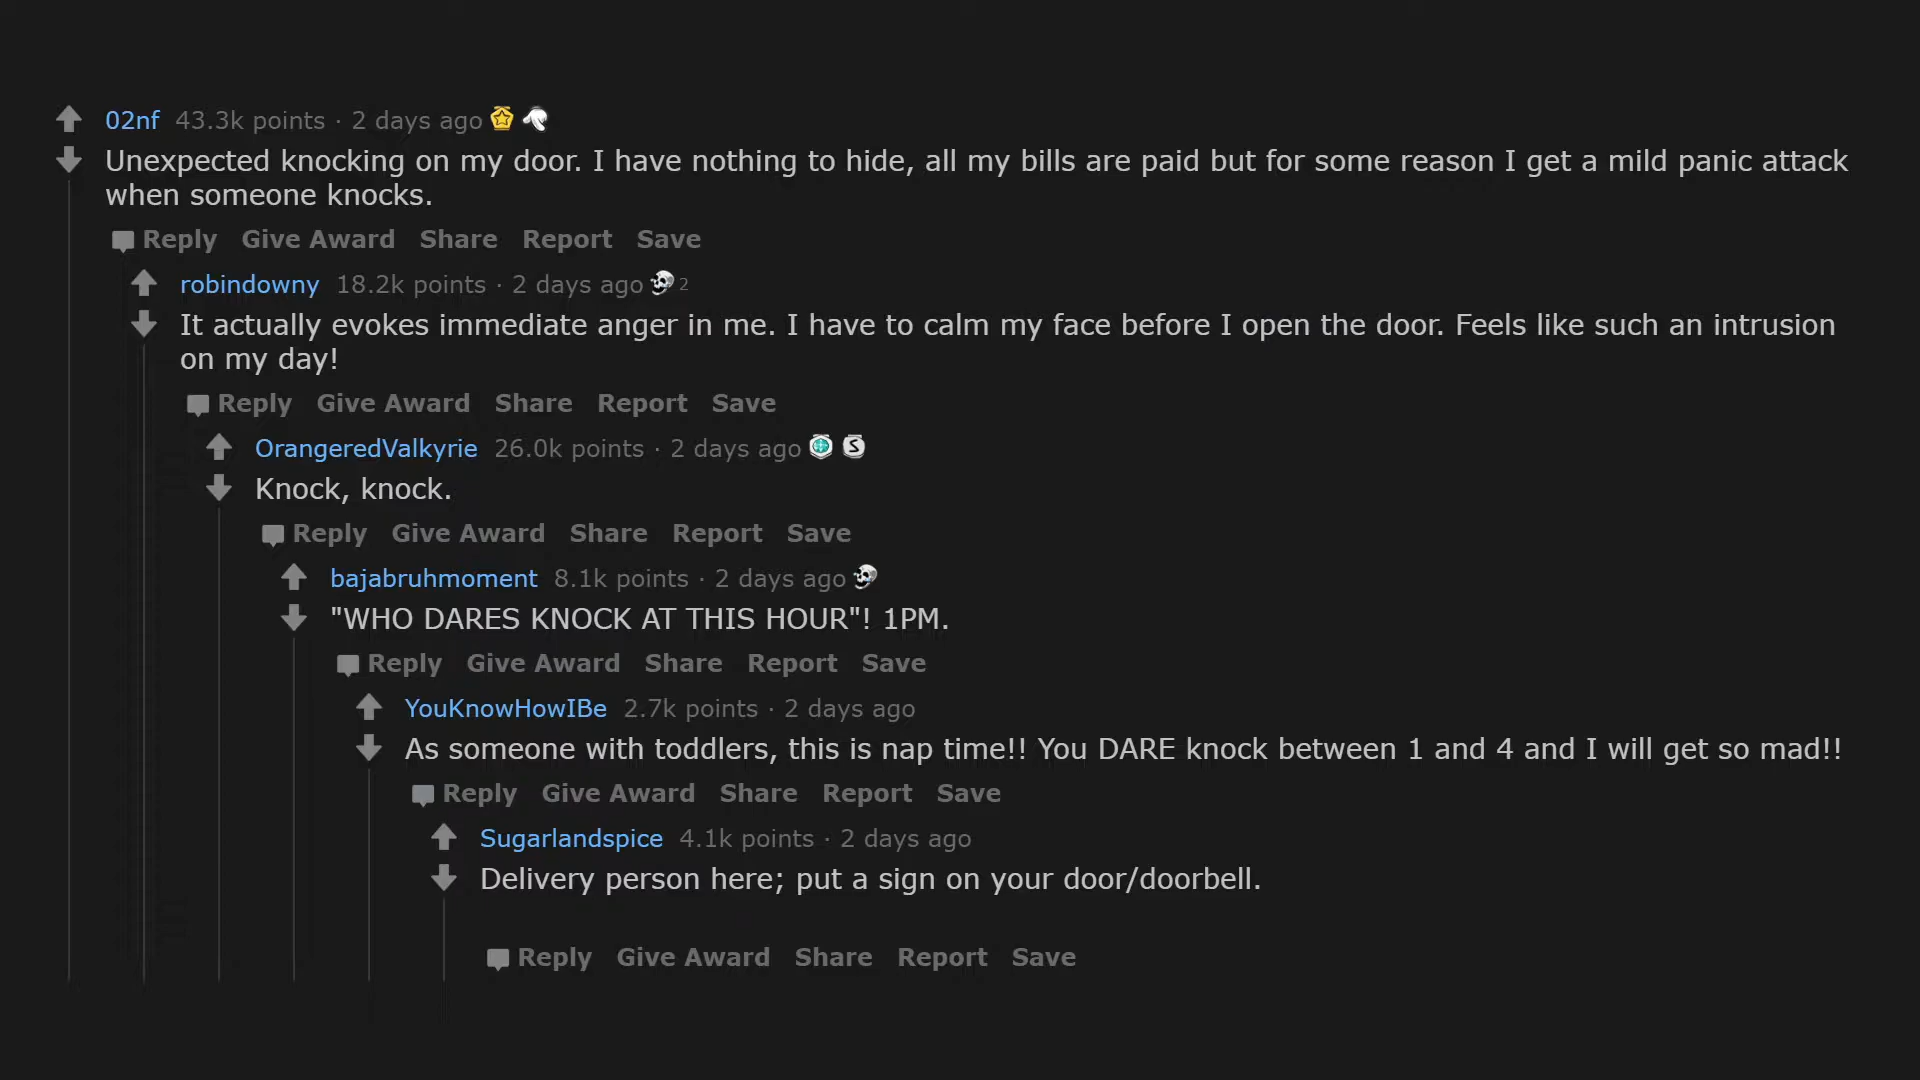 02nf 43.3k points · 2 days ago
Unexpected knocking on my door. I have nothing to hide, all my bills are paid but for some reason I get a mild panic attack
when someone knocks.
Reply Give Award Share Report Save
robindowny 18.2k points · 2 days ago 2
It actually evokes immediate anger in me. I have to calm my face before I open the door. Feels like such an intrusion
on my day!
Reply Give Award Share Report Save
OrangeredValkyrie 26.0k points · 2 days ago S
Knock, knock.
Reply Give Award Share Report Save
bajabruhmoment 8.1k points · 2 days ago
"WHO DARES KNOCK AT THIS HOUR"! 1PM.
Reply Give Award Share Report Save
YouKnowHowIBe 2.7k points · 2 days ago
As someone with toddlers, this is nap time!! You DARE knock between 1 and 4 and I will get so mad!!
Reply Give Award Share Report Save
Sugarlandspice 4.1k points · 2 days ago
Delivery person here; put a sign on your door/doorbell.
Reply Give Award Share Report Save